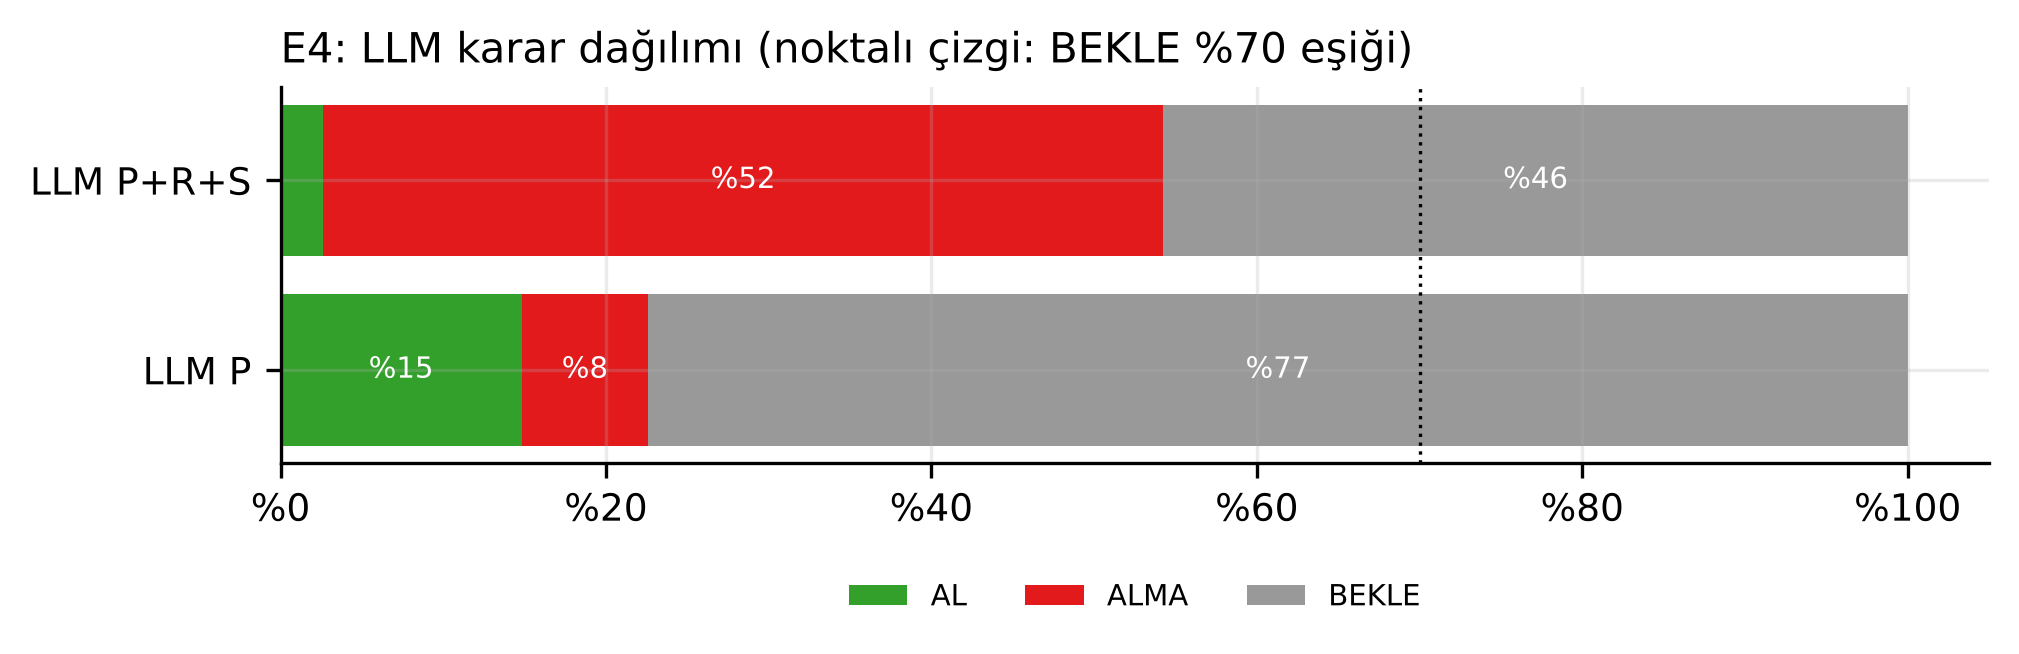 E4: LLM karar dağılımı (noktalı çizgi: BEKLE %70 eşiği)
LLM P+R+S
%52
%46
LLM P
%15
%8
%77
%0 %20 %40 %60 %80 %100
AL ALMA BEKLE